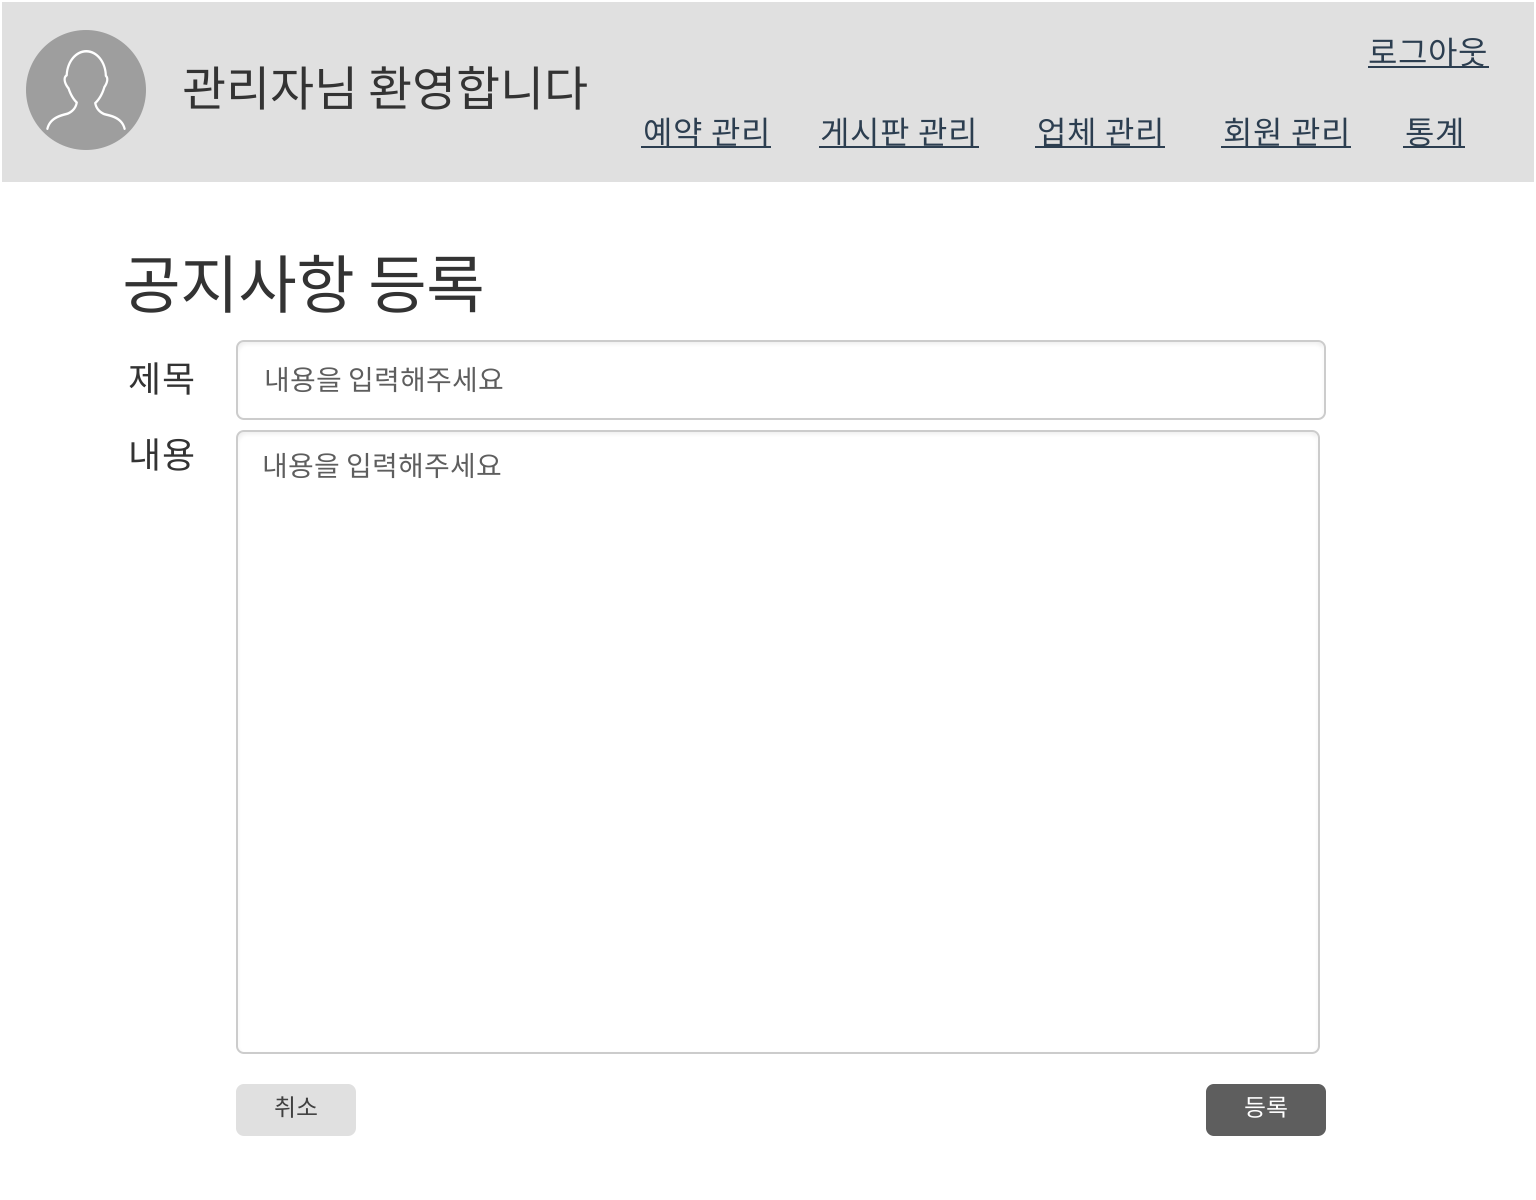 로그아웃
관리자님 환영합니다
예약 관리 게시판 관리 업체 관리 회원 관리 통계
공지사항 등록
제목 내용을 입력해주세요
내용 내용을 입력해주세요
취소 등록